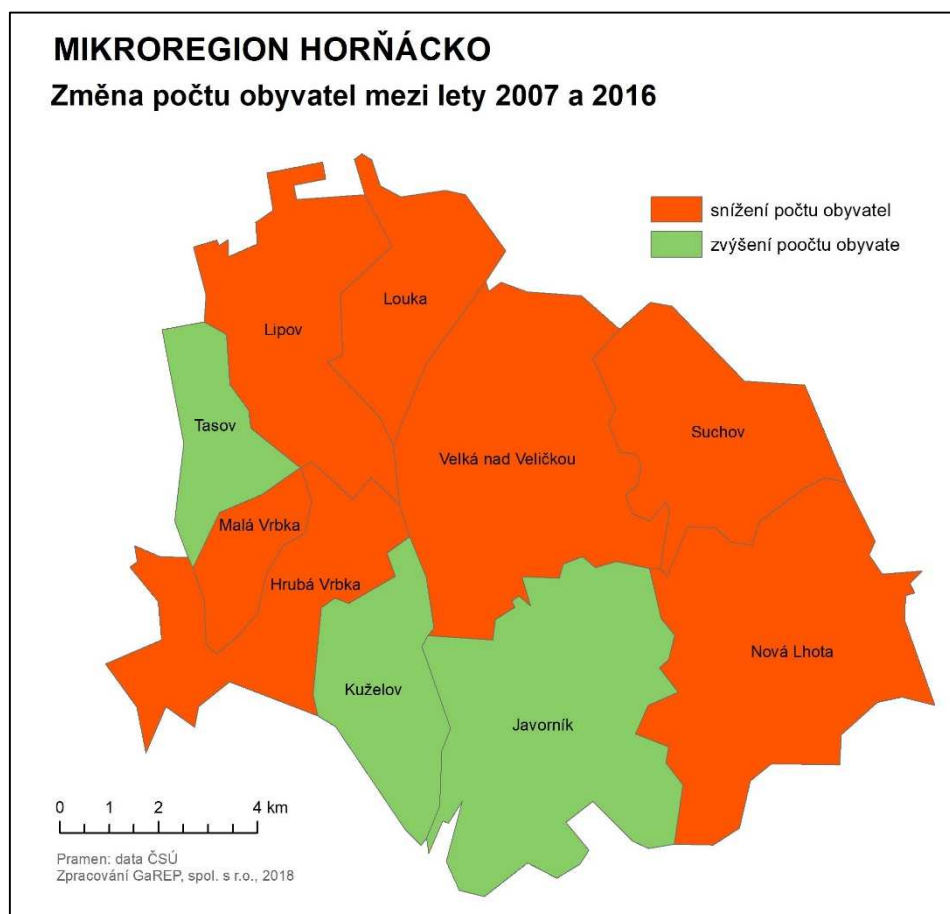 MIKROREGION HORŇÁCKO
Změna počtu obyvatel mezi lety 2007 a 2016
snížení počtu obyvatel
zvýšení poočtu obyvate
Louka
Lipov
Tasov
Suchov
Velká nad Veličkou
Malá Vrbka
Hrubá Vrbka
Nová Lhota
Kuželov
Javorník
0 1 2 4 km
Pramen: data ČSÚ
Zpracování GaREP, spol. s r.o., 2018